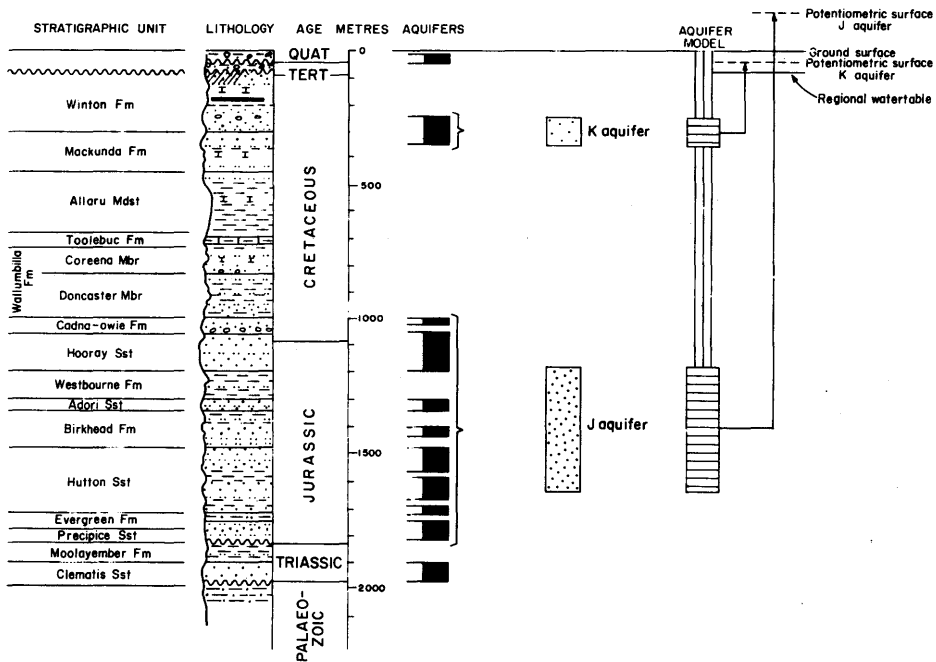 STRATIGRAPHIC UNIT
LITHOLOGY
AGE
METRES
AQUIFERS
AQUIFER
MODEL
Potentiometric surface
J aquifer
Ground surface
Potentiometric surface
K aquifer
Regional watertable
QUAT
TERT
CRETACEOUS
JURASSIC
TRIASSIC
PALAEO-
ZOIC
0
500
1000
1500
2000
Winton Fm
Mackunda Fm
Allaru Mdst
Toolebuc Fm
Wallumbilla
Fm
Coreena Mbr
Doncaster Mbr
Cadna-owie Fm
Hooray Sst
Westbourne Fm
Adori Sst
Birkhead Fm
Hutton Sst
Evergreen Fm
Precipice Sst
Moolayember Fm
Clematis Sst
K aquifer
J aquifer